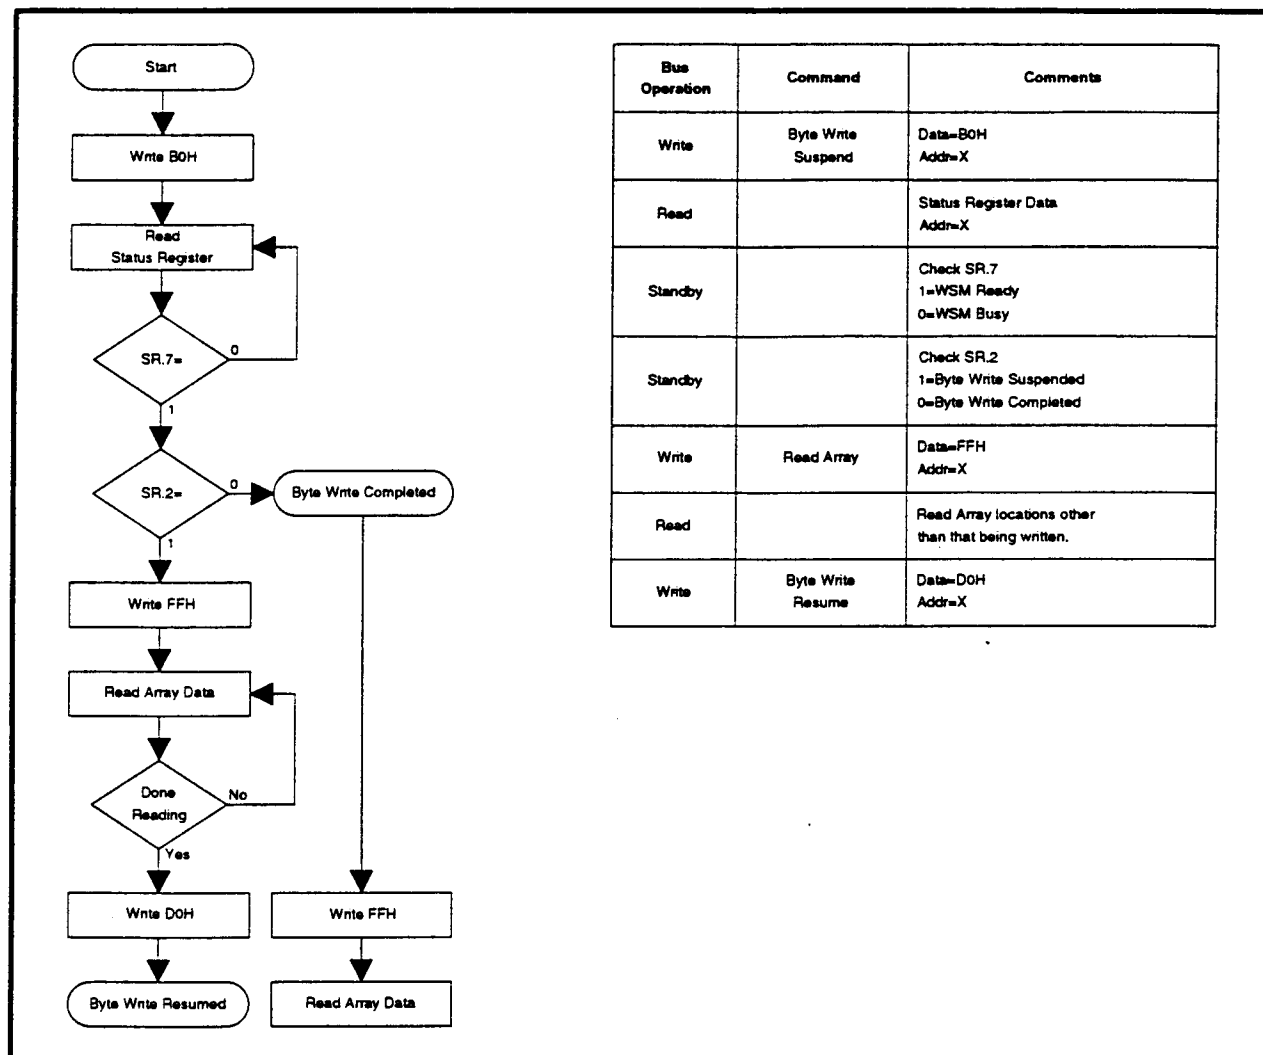 Start
Write B0H
Read
Status Register
SR.7=
0
1
SR.2=
0
Byte Write Completed
1
Write FFH
Read Array Data
Done
Reading
No
Yes
Write D0H
Write FFH
Byte Write Resumed
Read Array Data
Bus
Operation
Command
Comments
Write
Byte Write
Suspend
Data=B0H
Addr=X
Read
Status Register Data
Addr=X
Standby
Check SR.7
1=WSM Ready
0=WSM Busy
Standby
Check SR.2
1=Byte Write Suspended
0=Byte Write Completed
Write
Read Array
Data=FFH
Addr=X
Read
Read Array locations other
than that being written.
Write
Byte Write
Resume
Data=D0H
Addr=X